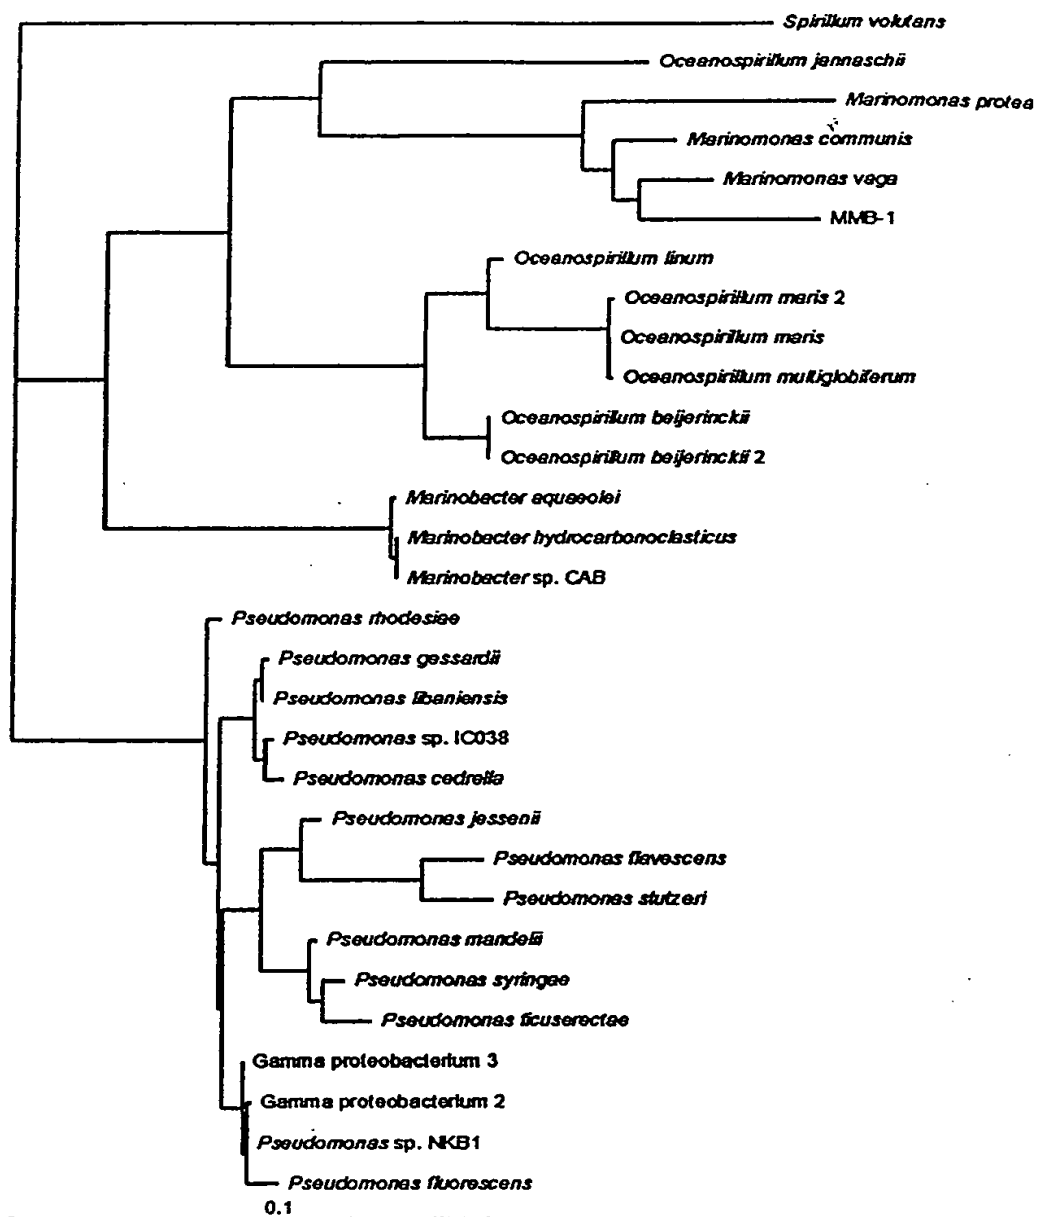 Spirillum volutans
Oceanospirillum jannaschii
Marinomonas protea
Marinomonas communis
Marinomonas vaga
MMB-1
Oceanospirillum linum
Oceanospirillum maris 2
Oceanospirillum maris
Oceanospirillum multiglobiferum
Oceanospirillum beijerinckii
Oceanospirillum beijerinckii 2
Marinobacter aquaeolei
Marinobacter hydrocarbonoclasticus
Marinobacter sp. CAB
Pseudomonas rhodesiae
Pseudomonas gessardii
Pseudomonas libaniensis
Pseudomonas sp. IC038
Pseudomonas cedrella
Pseudomonas jessenii
Pseudomonas flavescens
Pseudomonas stutzeri
Pseudomonas mandelii
Pseudomonas syringae
Pseudomonas ficuserectae
Gamma proteobacterium 3
Gamma proteobacterium 2
Pseudomonas sp. NKB1
Pseudomonas fluorescens
0.1